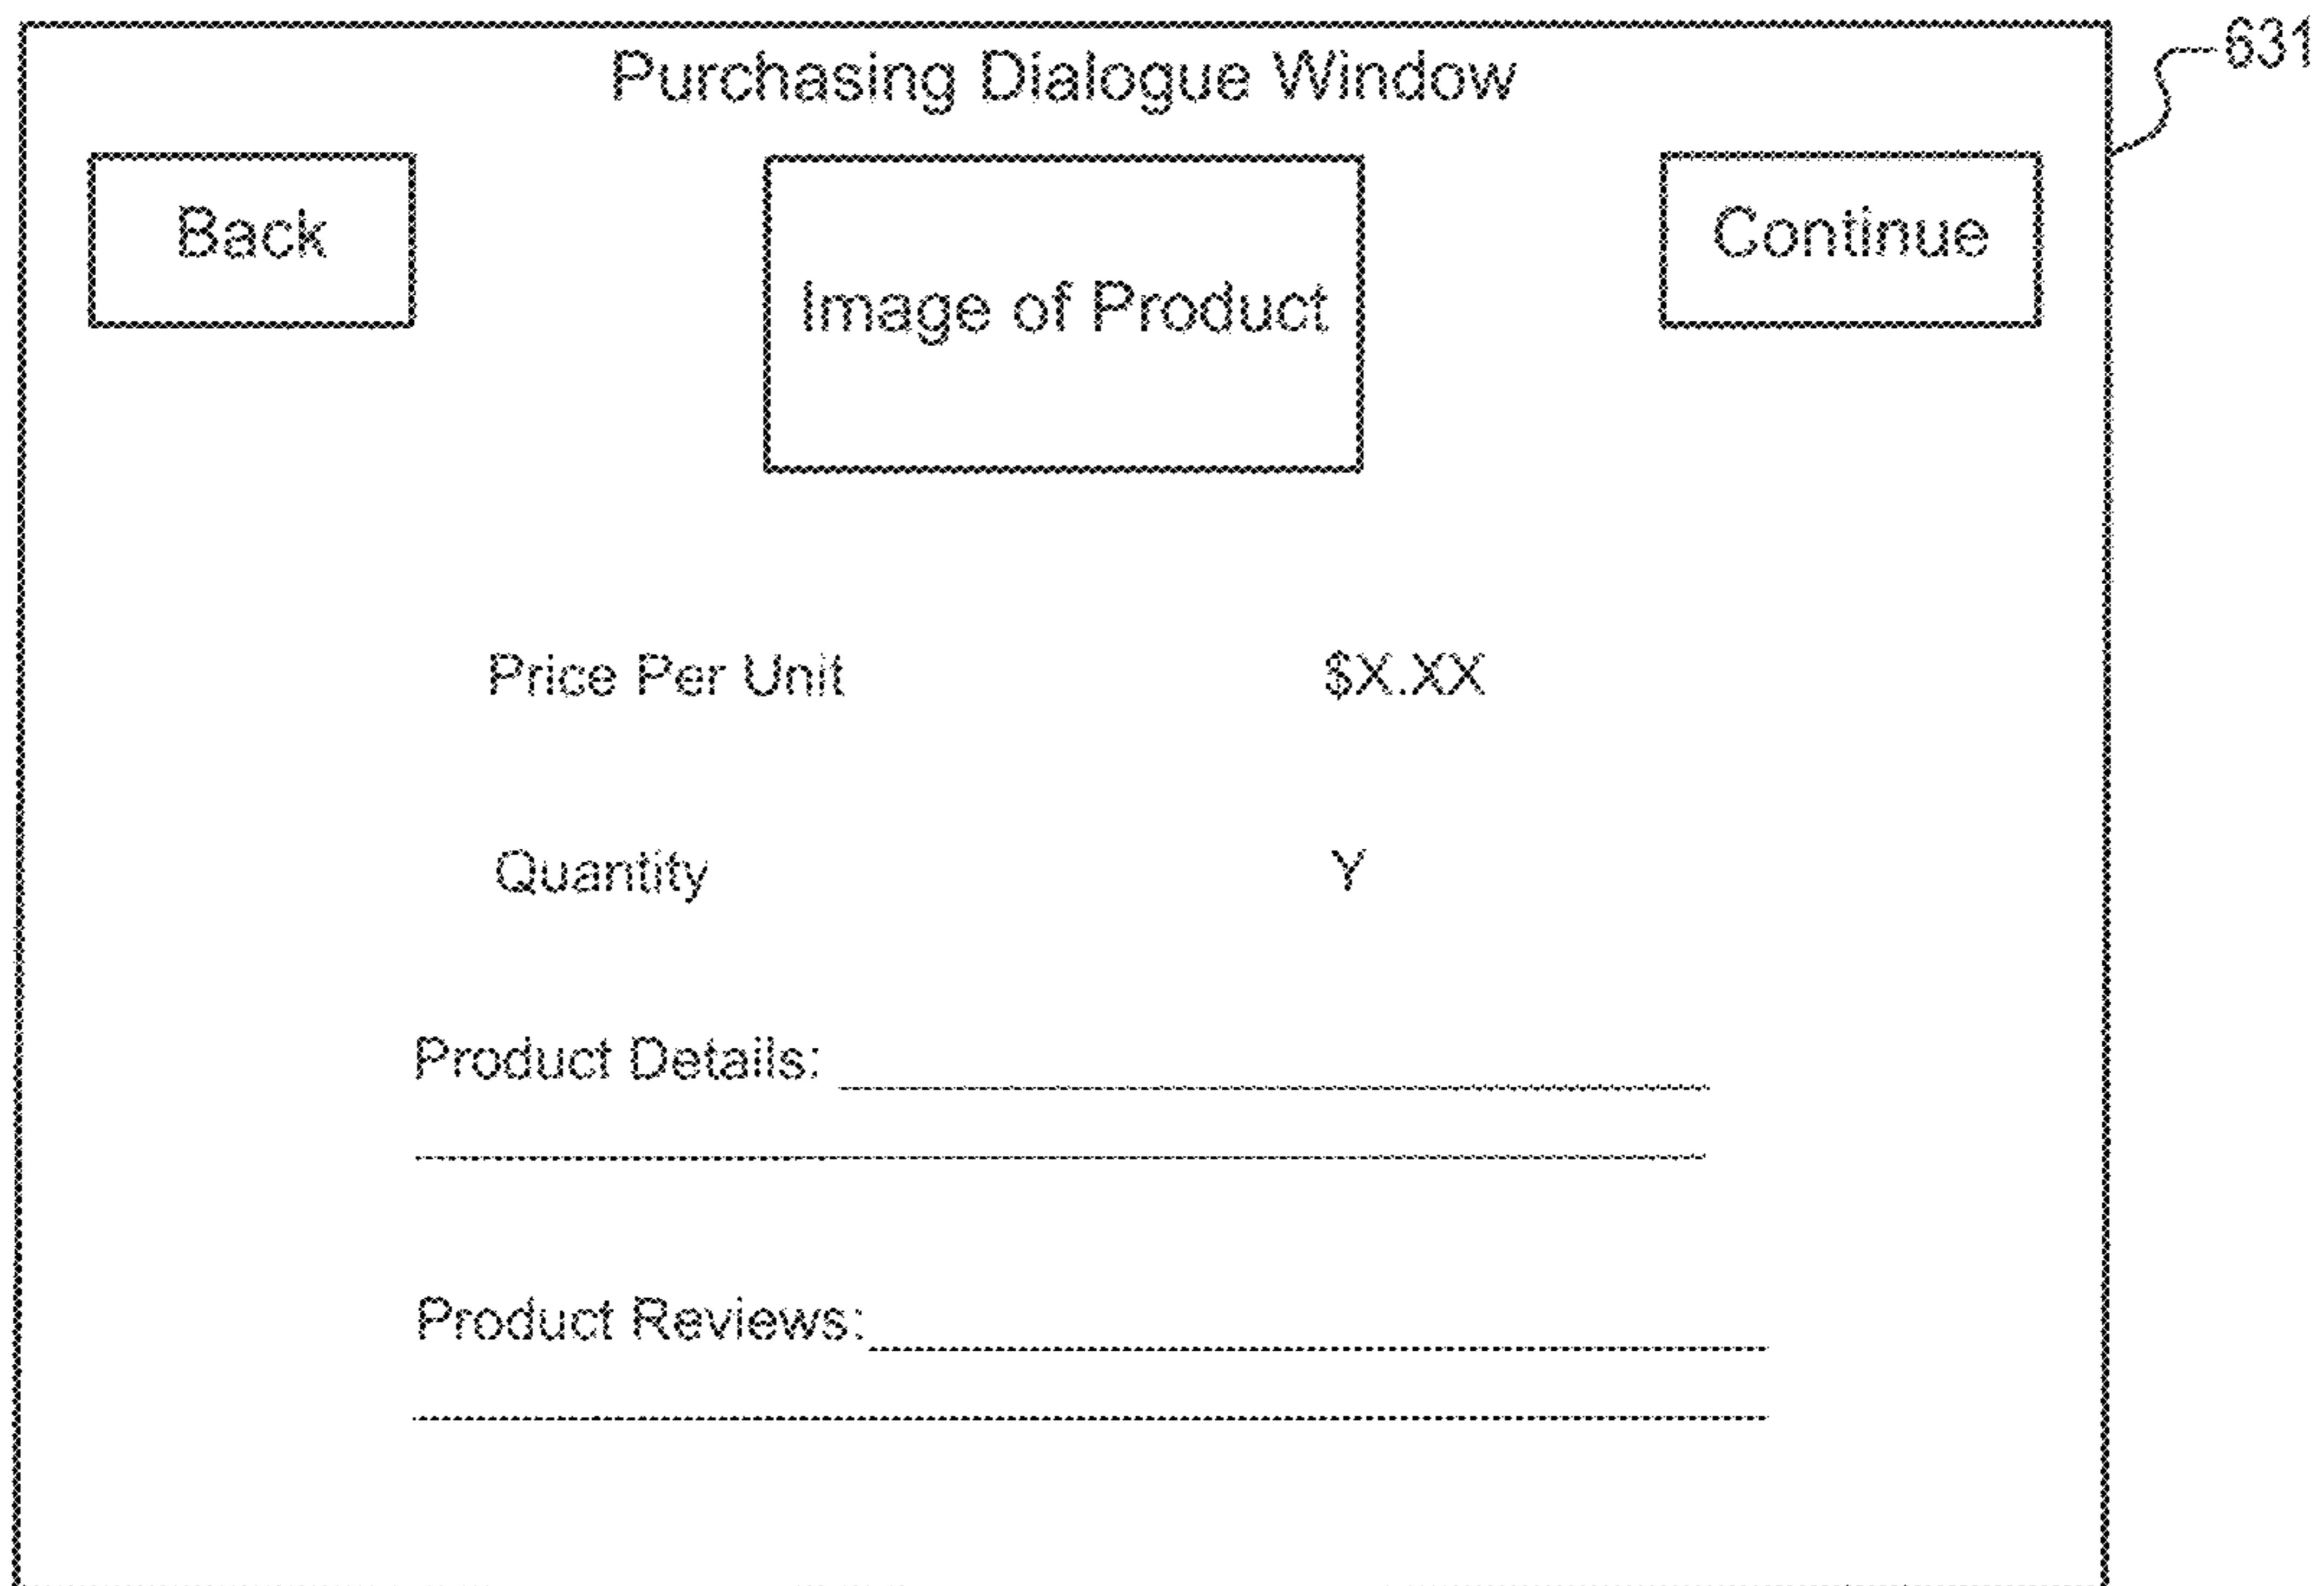 Purchasing Dialogue Window
631
Back
Image of Product
Continue
Price Per Unit $X.XX
Quantity Y
Product Details:
Product Reviews: